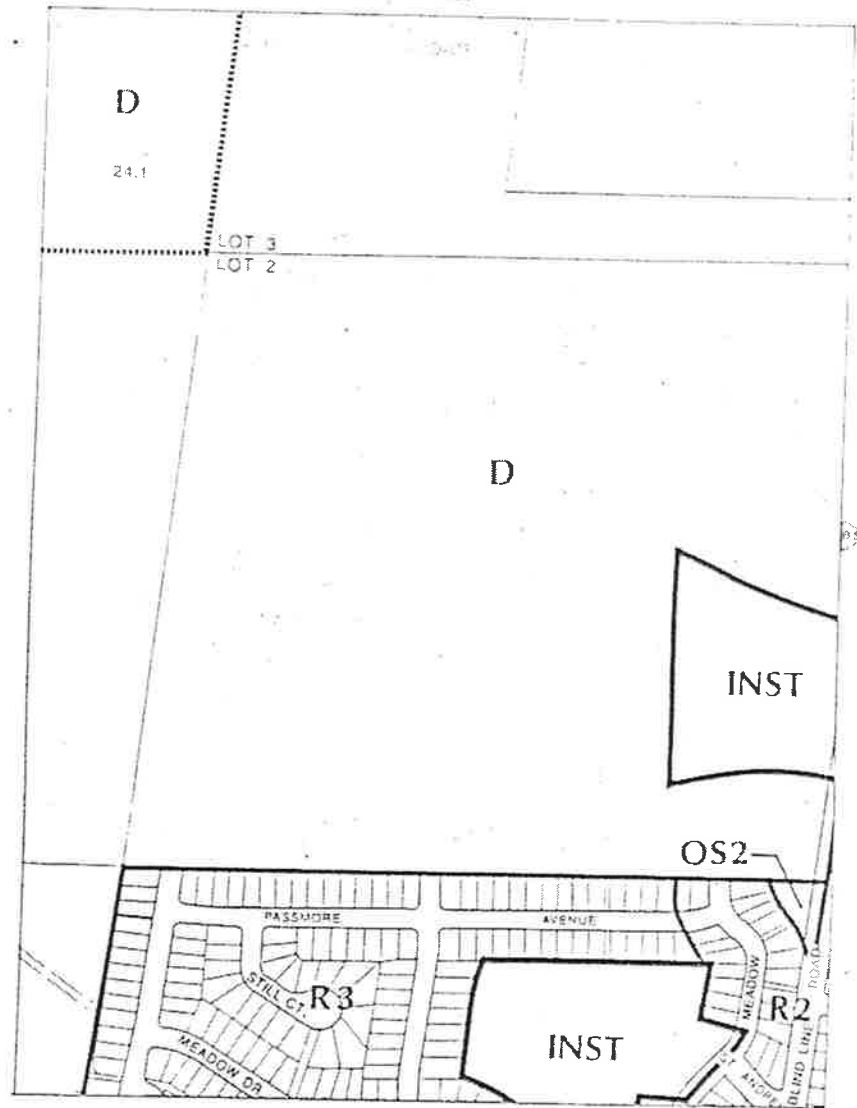 D
24.1
LOT 3
LOT 2
D
INST
OS2
PASSMORE AVENUE
STILL CT.
R3
MEADOW DR.
INST
MEADOW
R2
BLIND LINE ROAD